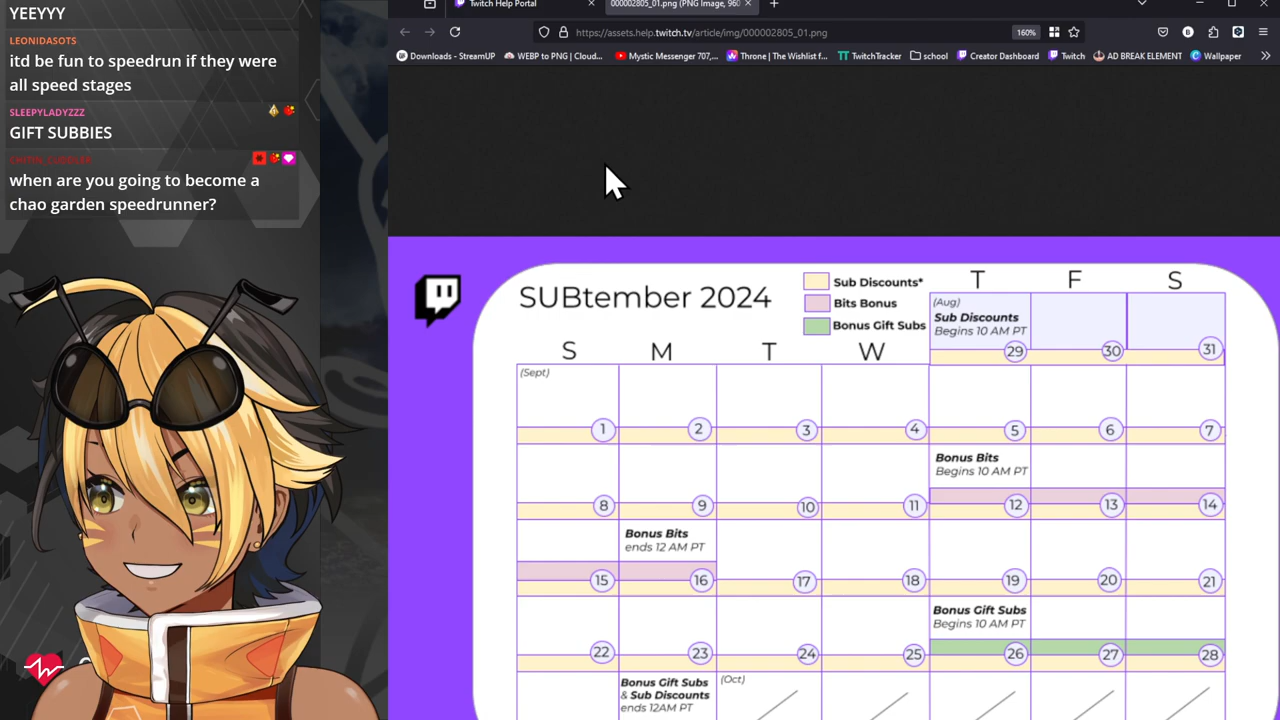 YEEYYY
LEONIDASOTS
itd be fun to speedrun if they were
all speed stages
SLEEPYLADYZZZ
GIFT SUBBIES
when are you going to become a
chao garden speedrunner?
Twitch Help Portal
000002805_01.png (PNG Image, 960
https://assets.help.twitch.tv/article/img/000002805_01.png
160%
Downloads - StreamUP
WEBP to PNG | Cloud...
Mystic Messenger 707,...
Throne | The Wishlist f...
TwitchTracker
school
Creator Dashboard
Twitch
AD BREAK ELEMENT
Wallpaper
SUBtember 2024
Sub Discounts*
Bits Bonus
Bonus Gift Subs
T F S
(Aug)
Sub Discounts
Begins 10 AM PT
29 30 31
S M T W
(Sept)
1 2 3 4 5 6 7
Bonus Bits
Begins 10 AM PT
8 9 10 11 12 13 14
Bonus Bits
ends 12 AM PT
15 16 17 18 19 20 21
Bonus Gift Subs
Begins 10 AM PT
22 23 24 25 26 27 28
Bonus Gift Subs
& Sub Discounts
ends 12AM PT
(Oct)